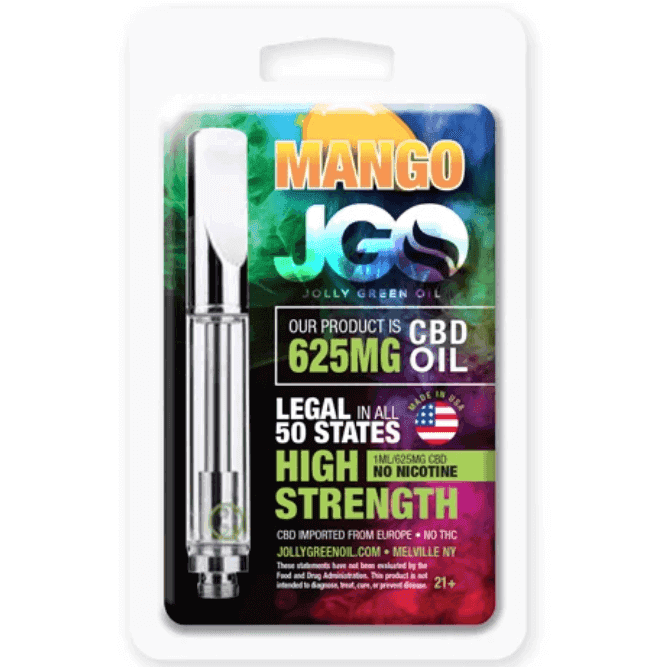 MANGO
JGO
JOLLY GREEN OIL
OUR PRODUCT IS
625MG
CBD
OIL
LEGAL IN ALL
50 STATES
MADE IN USA
HIGH
STRENGTH
1ML/625MG CBD
NO NICOTINE
CBD IMPORTED FROM EUROPE • NO THC
JOLLYGREENOIL.COM • MELVILLE NY
These statements have not been evaluated by the
Food and Drug Administration. This product is not
intended to diagnose, treat, cure, or prevent disease.
21+